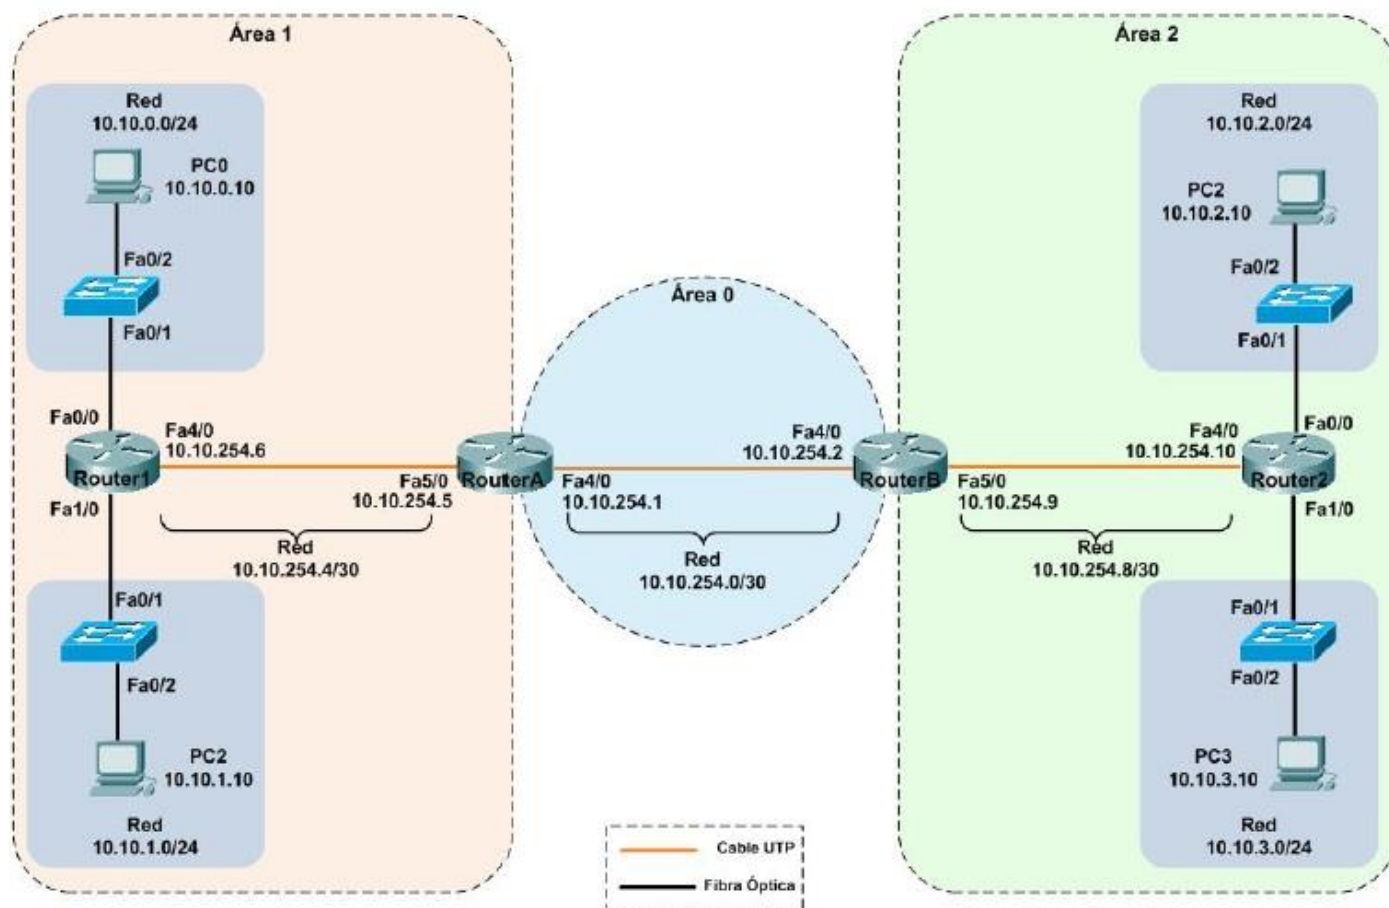 Área 1
Red
10.10.0.0/24
PC0
10.10.0.10
Fa0/2
Fa0/1
Fa0/0
Fa4/0
10.10.254.6
Router1
Fa1/0
Fa5/0
10.10.254.5
RouterA
Red
10.10.254.4/30
Fa0/1
Fa0/2
PC2
10.10.1.10
Red
10.10.1.0/24
Área 0
Fa4/0
10.10.254.2
Fa4/0
10.10.254.1
RouterB
Red
10.10.254.0/30
Área 2
Red
10.10.2.0/24
PC2
10.10.2.10
Fa0/2
Fa0/1
Fa4/0
10.10.254.10
Fa0/0
Router2
Fa5/0
10.10.254.9
Fa1/0
Red
10.10.254.8/30
Fa0/1
Fa0/2
PC3
10.10.3.10
Red
10.10.3.0/24
Cable UTP
Fibra Óptica